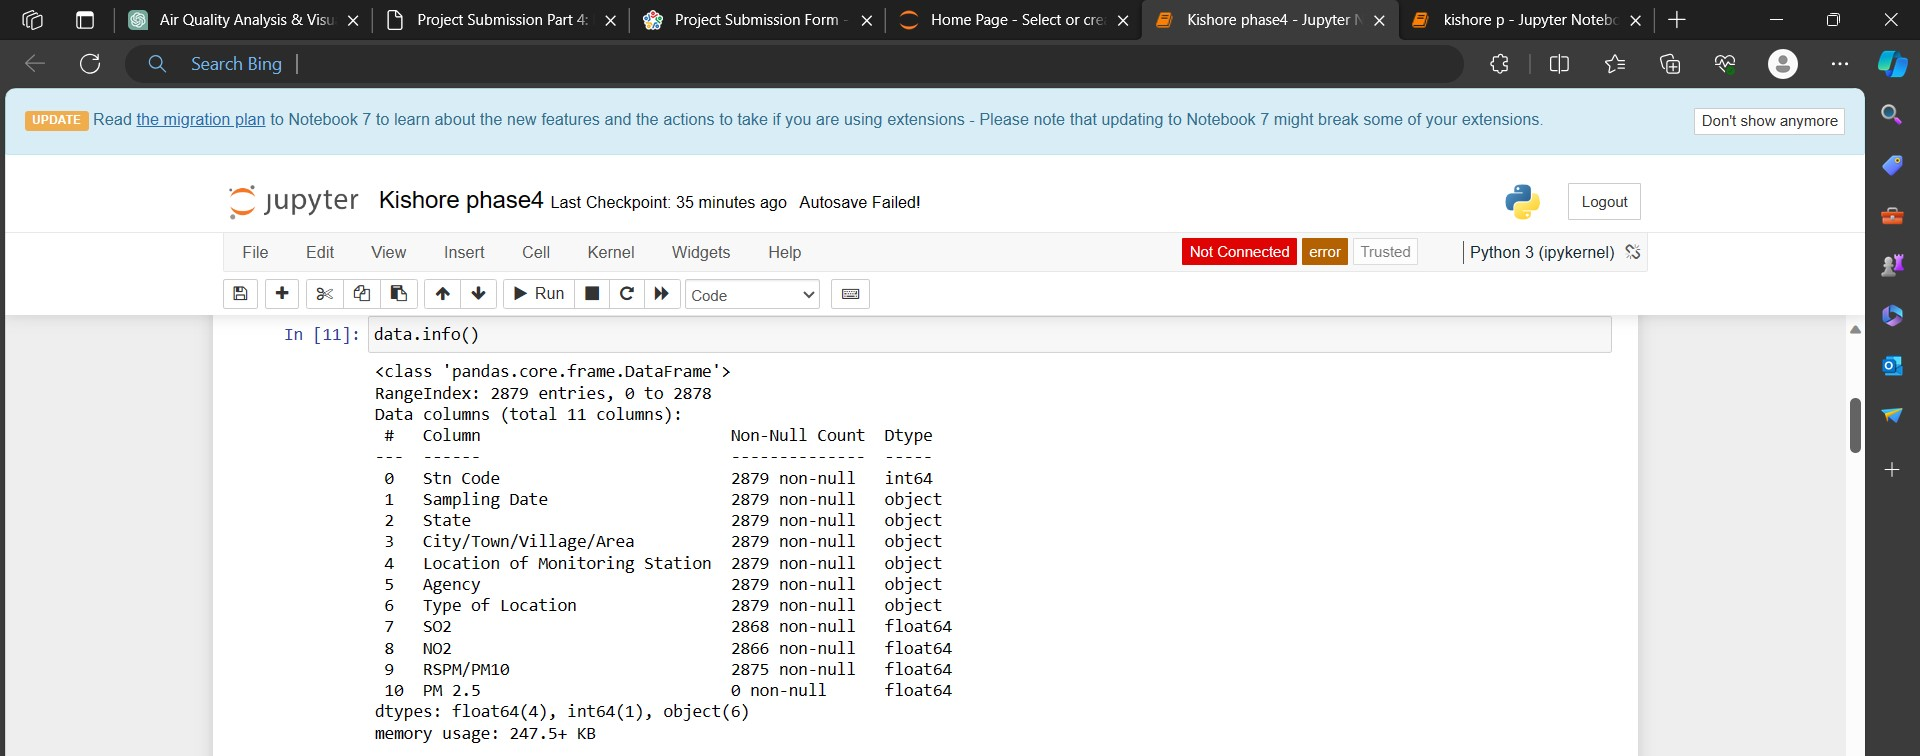 Air Quality Analysis & Visu
Project Submission Part 4:
Project Submission Form -
Home Page - Select or cre
Kishore phase4 - Jupyter N
kishore p - Jupyter Notebo
Search Bing
UPDATE Read the migration plan to Notebook 7 to learn about the new features and the actions to take if you are using extensions - Please note that updating to Notebook 7 might break some of your extensions.
Don't show anymore
jupyter Kishore phase4 Last Checkpoint: 35 minutes ago Autosave Failed!
Logout
File Edit View Insert Cell Kernel Widgets Help
Not Connected error Trusted Python 3 (ipykernel)
Run Code
In [11]: data.info()
<class 'pandas.core.frame.DataFrame'>
RangeIndex: 2879 entries, 0 to 2878
Data columns (total 11 columns):
# Column Non-Null Count Dtype
--- ------ -------------- -----
0 Stn Code 2879 non-null int64
1 Sampling Date 2879 non-null object
2 State 2879 non-null object
3 City/Town/Village/Area 2879 non-null object
4 Location of Monitoring Station 2879 non-null object
5 Agency 2879 non-null object
6 Type of Location 2879 non-null object
7 SO2 2868 non-null float64
8 NO2 2866 non-null float64
9 RSPM/PM10 2875 non-null float64
10 PM 2.5 0 non-null float64
dtypes: float64(4), int64(1), object(6)
memory usage: 247.5+ KB